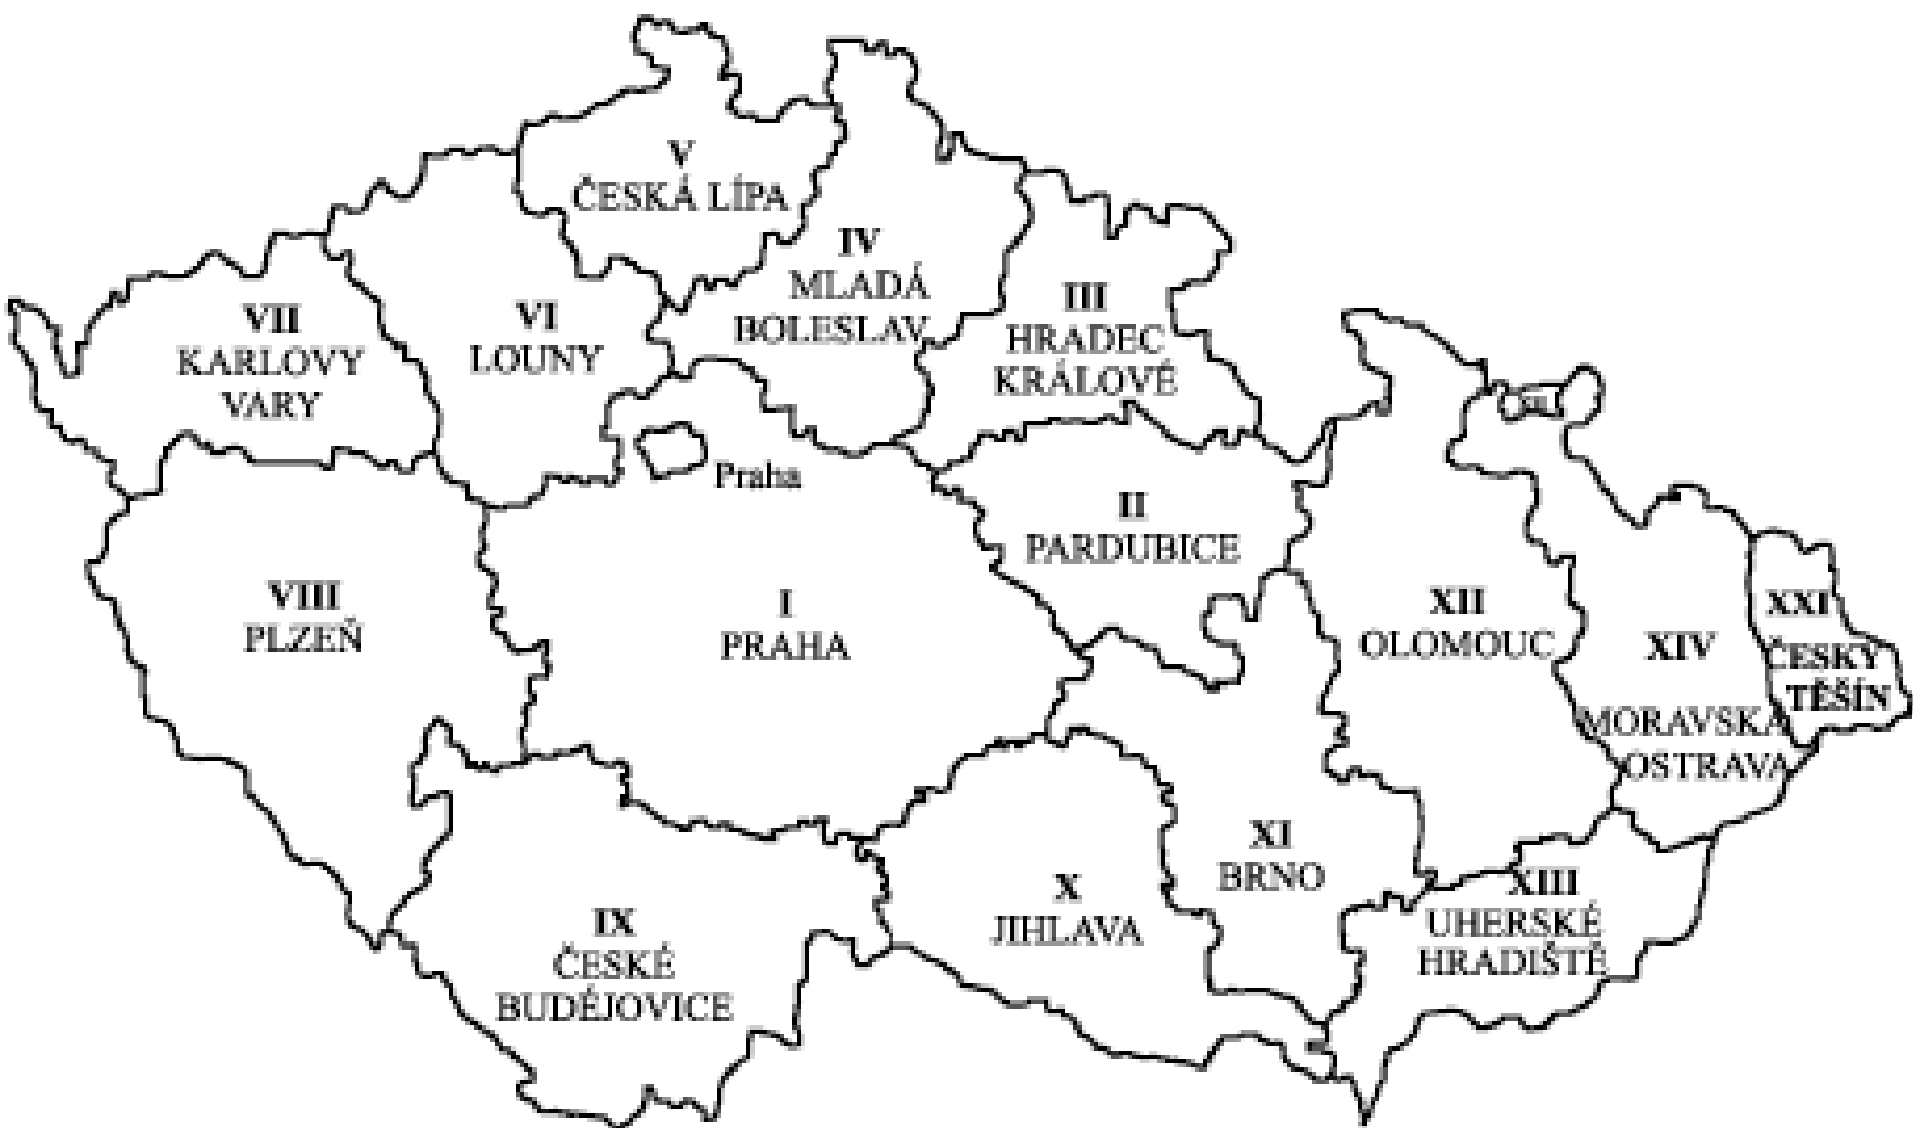 V
ČESKÁ LÍPA
IV
MLADÁ
BOLESLAV
III
HRADEC
KRÁLOVÉ
VII
KARLOVY
VARY
VI
LOUNY
Praha
II
PARDUBICE
VIII
PLZEŇ
I
PRAHA
XII
OLOMOUC
XIV
MORAVSKÁ
OSTRAVA
XXI
ČESKÝ
TĚŠÍN
XI
BRNO
X
JIHLAVA
XIII
UHERSKÉ
HRADIŠTĚ
IX
ČESKÉ
BUDĚJOVICE